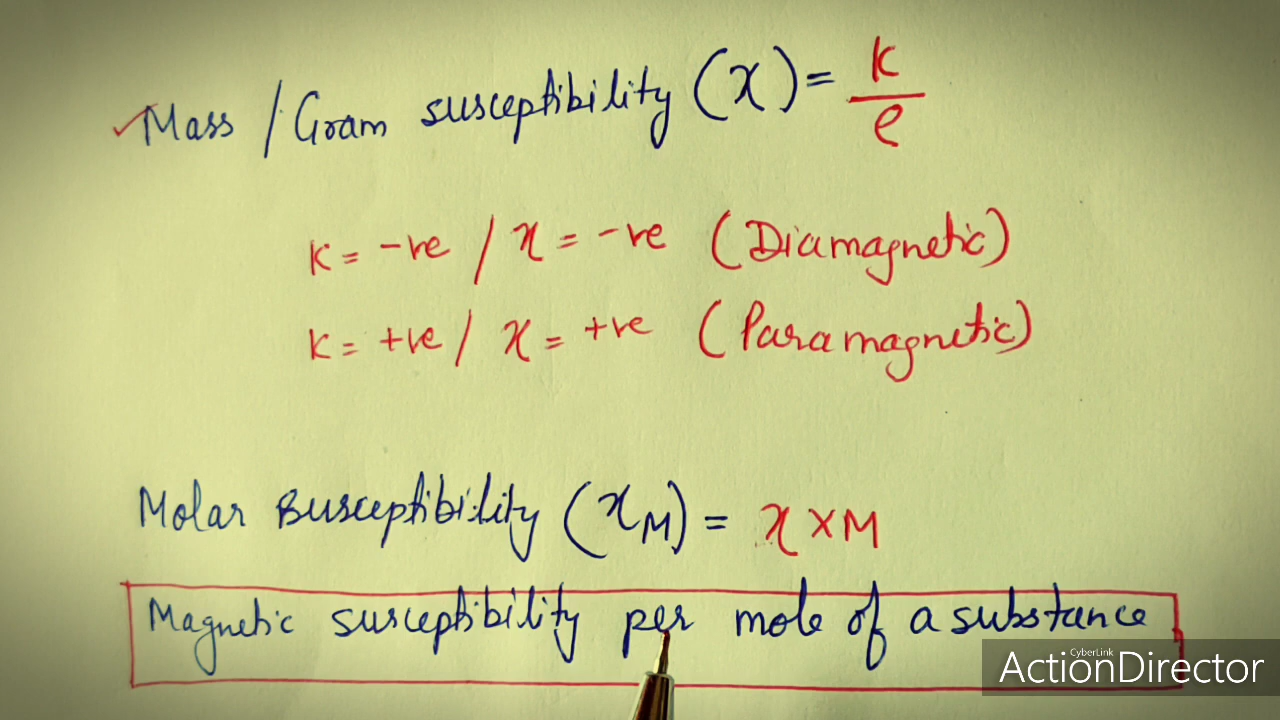 ✓Mass / Gram susceptibility (χ) = K/ρ
K = -ve / χ = -ve (Diamagnetic)
K = +ve / χ = +ve (Paramagnetic)
Molar Susceptibility (χM) = χ × M
Magnetic susceptibility per mole of a substance
CyberLink
ActionDirector